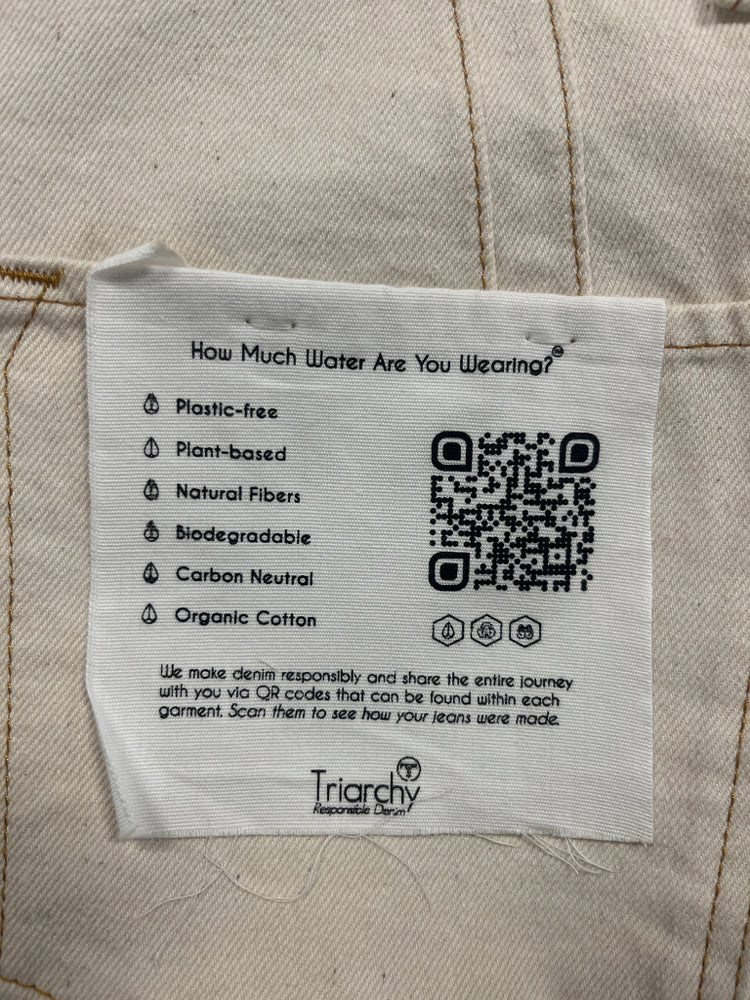 How Much Water Are You Wearing?
Plastic-free
Plant-based
Natural Fibers
Biodegradable
Carbon Neutral
Organic Cotton
We make denim responsibly and share the entire journey
with you via QR codes that can be found within each
garment. Scan them to see how your jeans were made.
Triarchy
Responsible Denim